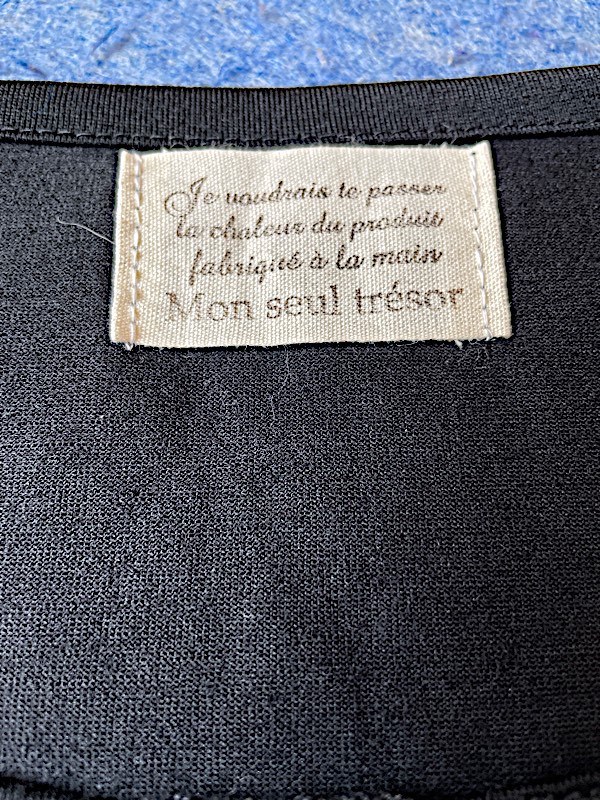 Je voudrais te passer
la chaleur du produit
fabriqué à la main
Mon seul trésor